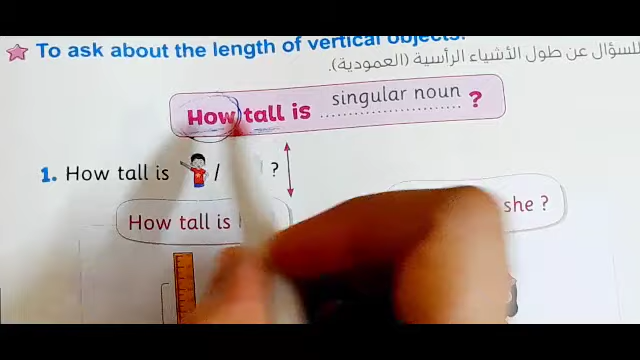 To ask about the length of vertical objects.
للسؤال عن طول الأشياء الرأسية (العمودية).
How tall is singular noun ?
1. How tall is / ?
How tall is
she ?